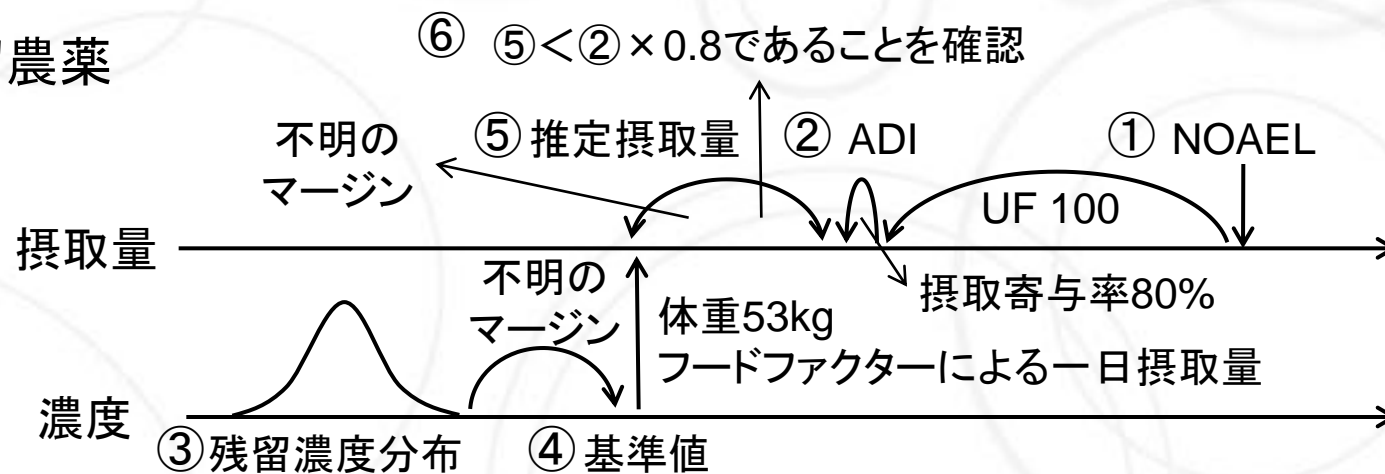 農薬
⑥ ⑤<②×0.8であることを確認
不明の
マージン
⑤推定摂取量
② ADI
① NOAEL
UF 100
摂取量
不明の
マージン
摂取寄与率80%
体重53kg
フードファクターによる一日摂取量
濃度
③残留濃度分布
④基準値